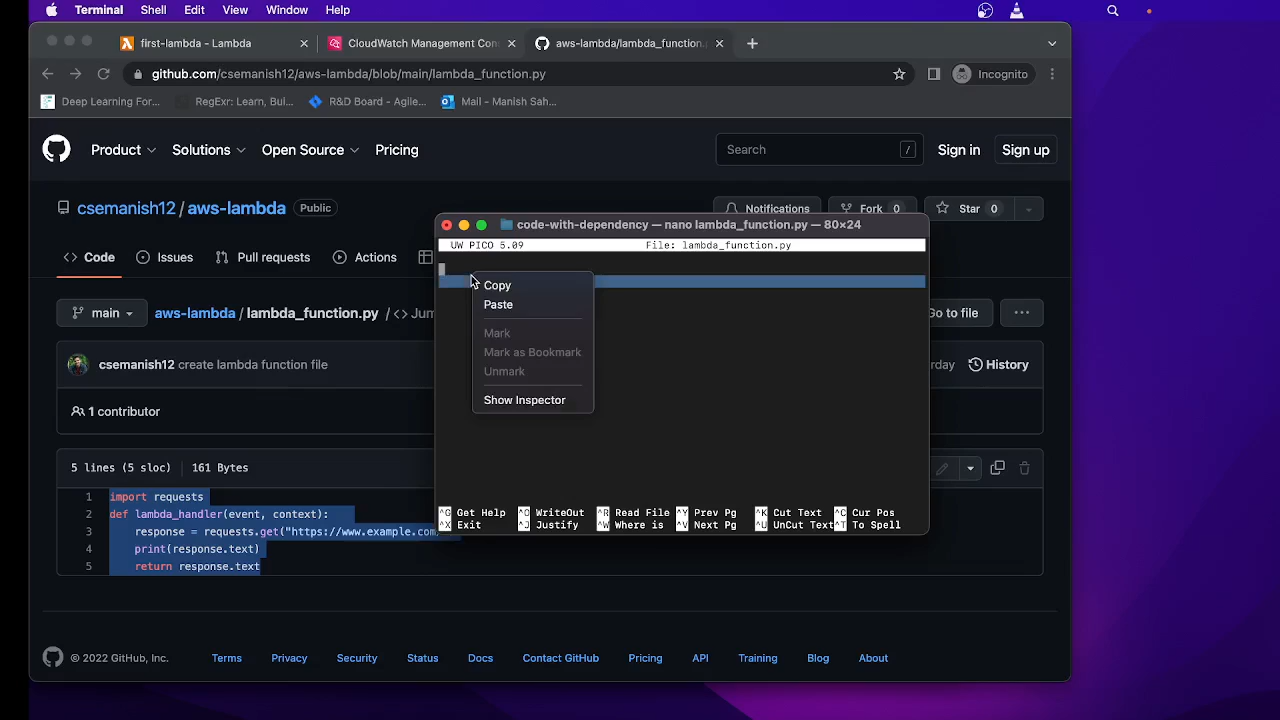 Terminal Shell Edit View Window Help
first-lambda - Lambda
CloudWatch Management Con
aws-lambda/lambda_function.
github.com/csemanish12/aws-lambda/blob/main/lambda_function.py
Incognito
Deep Learning For...
RegExr: Learn, Bui...
R&D Board - Agile...
Mail - Manish Sah...
Product Solutions Open Source Pricing
Search /
Sign in
Sign up
csemanish12 / aws-lambda Public
Notifications
Fork 0
Star 0
Code Issues Pull requests Actions
main
aws-lambda / lambda_function.py / <> Jum
Go to file
...
csemanish12 create lambda function file
rday
History
1 contributor
5 lines (5 sloc) 161 Bytes
1 import requests
2 def lambda_handler(event, context):
3 response = requests.get("https://www.example.com
4 print(response.text)
5 return response.text
code-with-dependency — nano lambda_function.py — 80×24
UW PICO 5.09 File: lambda_function.py
Copy
Paste
Mark
Mark as Bookmark
Unmark
Show Inspector
^G Get Help ^O WriteOut ^R Read File ^Y Prev Pg ^K Cut Text ^C Cur Pos
^X Exit ^J Justify ^W Where is ^V Next Pg ^U UnCut Text ^T To Spell
© 2022 GitHub, Inc. Terms Privacy Security Status Docs Contact GitHub Pricing API Training Blog About